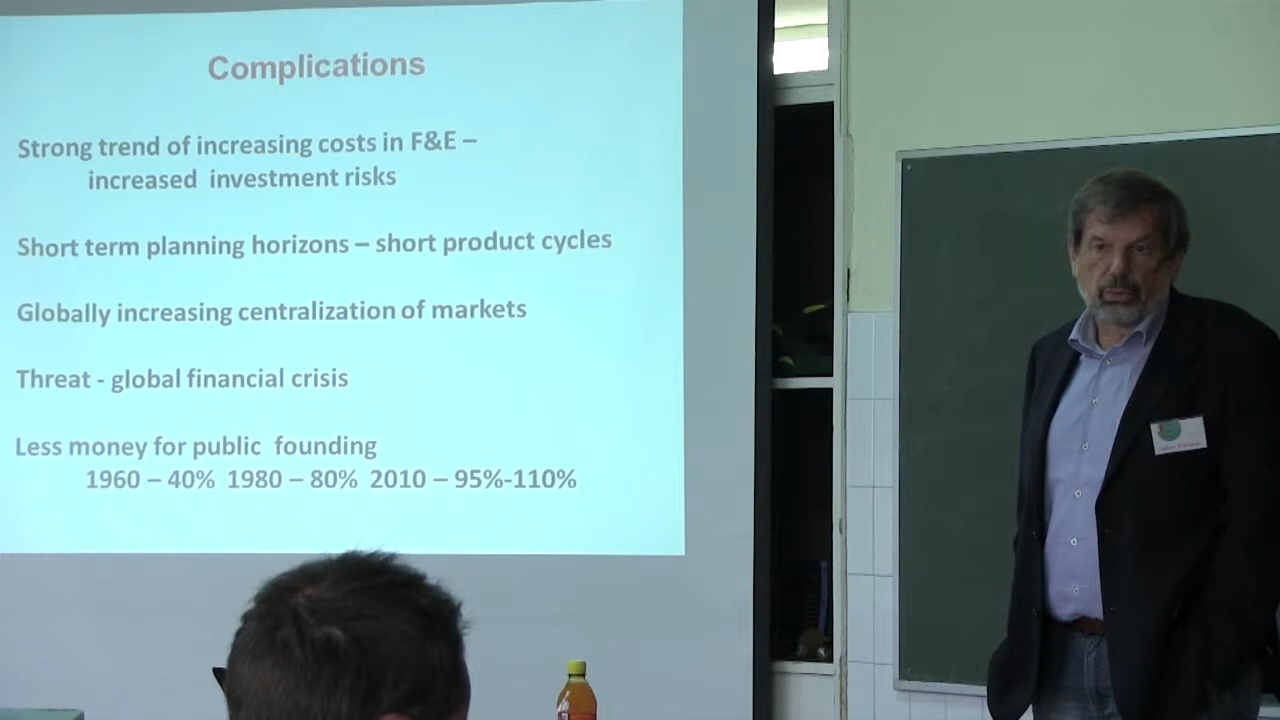 Complications
Strong trend of increasing costs in F&E –
increased investment risks
Short term planning horizons – short product cycles
Globally increasing centralization of markets
Threat - global financial crisis
Less money for public founding
1960 – 40% 1980 – 80% 2010 – 95%-110%